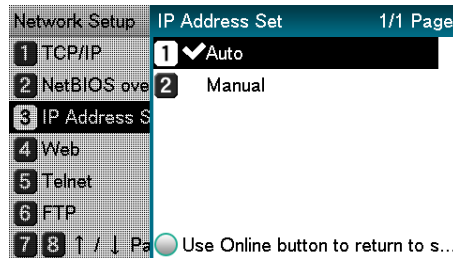 Network Setup
1 TCP/IP
2 NetBIOS ove
3 IP Address S
4 Web
5 Telnet
6 FTP
7 8 ↑ / ↓ Pa
IP Address Set 1/1 Page
1 ✔Auto
2 Manual
Use Online button to return to s...